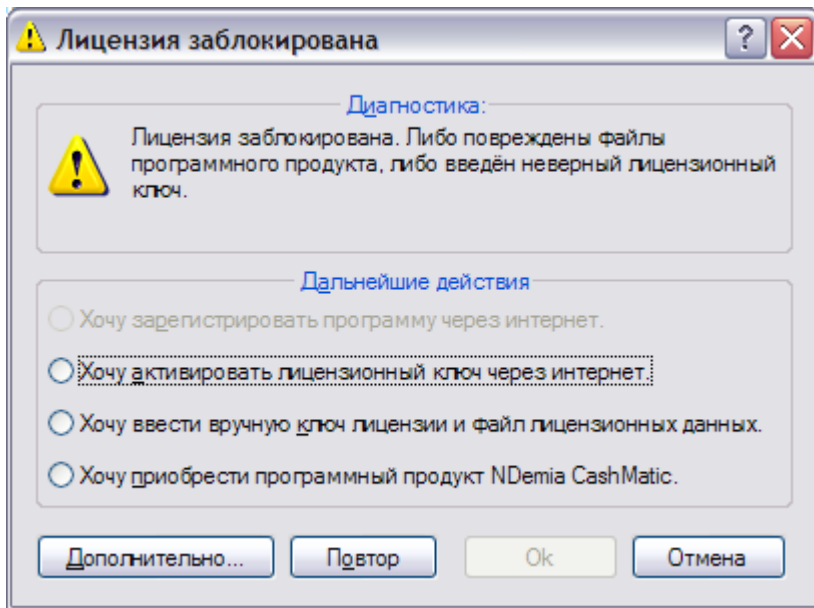 Лицензия заблокирована
?
Диагностика:
Лицензия заблокирована. Либо повреждены файлы
программного продукта, либо введён неверный лицензионный
ключ.
Дальнейшие действия
Хочу зарегистрировать программу через интернет.
Хочу активировать лицензионный ключ через интернет.
Хочу ввести вручную ключ лицензии и файл лицензионных данных.
Хочу приобрести программный продукт NDemia CashMatic.
Дополнительно... Повтор Ok Отмена